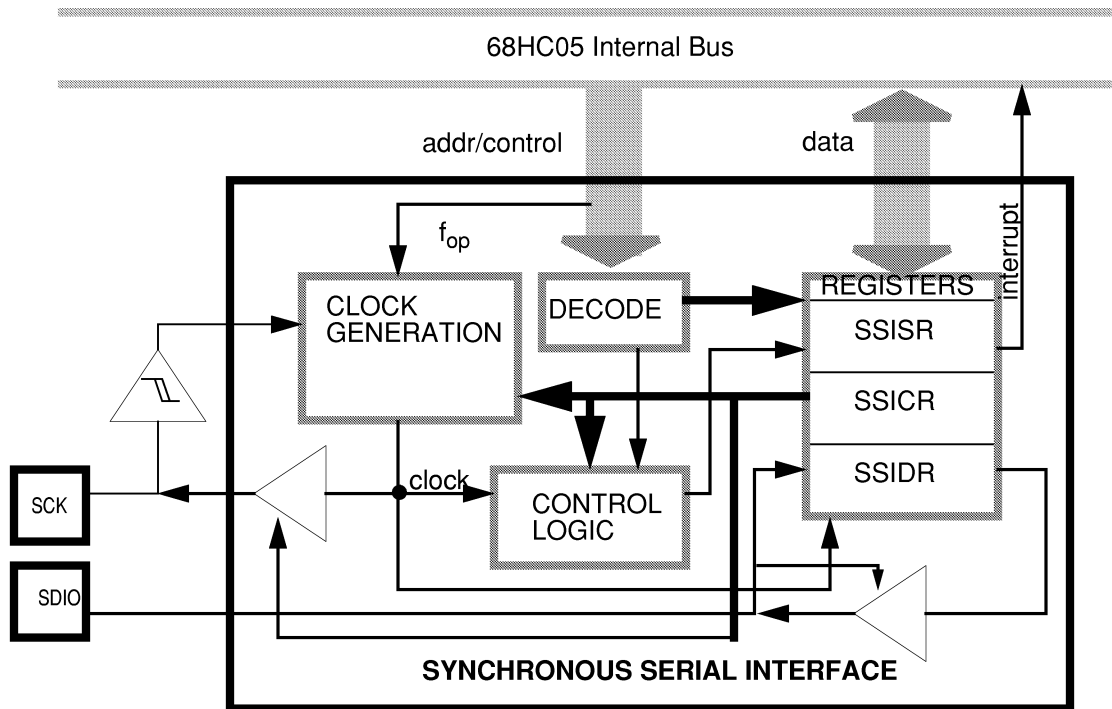 68HC05 Internal Bus
addr/control
data
interrupt
fop
CLOCK
GENERATION
DECODE
REGISTERS
SSISR
SSICR
SSIDR
clock
CONTROL
LOGIC
SCK
SDIO
SYNCHRONOUS SERIAL INTERFACE